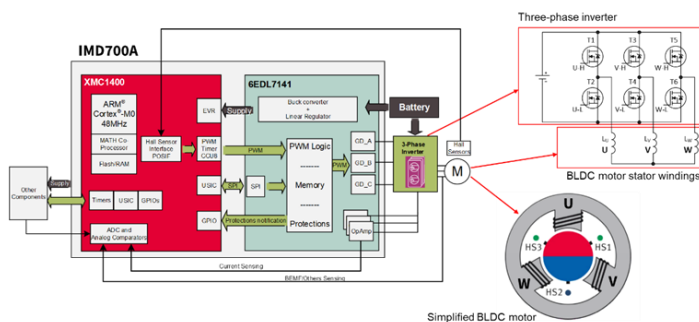 Three-phase inverter
T1
T3
T5
U-H
V-H
W-H
T2
T4
T6
U-L
V-L
W-L
U
V
W
BLDC motor stator windings
IMD700A
XMC1400
6EDL7141
ARM®
Cortex®-M0
48MHz
MATH Co-
Processor
Flash/RAM
Hall Sensor
Interface
POSIF
EVR
Supply
Buck converter
+
Linear Regulator
Battery
PWM
Timer
CCU8
PWM
PWM Logic
Memory
Protections
PWM
GD_A
GD_B
GD_C
3-Phase
Inverter
Hall
Sensors
M
Other
Components
Supply
Timers
USIC
GPIOs
USIC
SPI
SPI
GPIO
Protections notification
OpAmp
ADC and
Analog Comparators
Current Sensing
BEMF/Others Sensing
U
HS3
HS1
W
V
HS2
Simplified BLDC motor